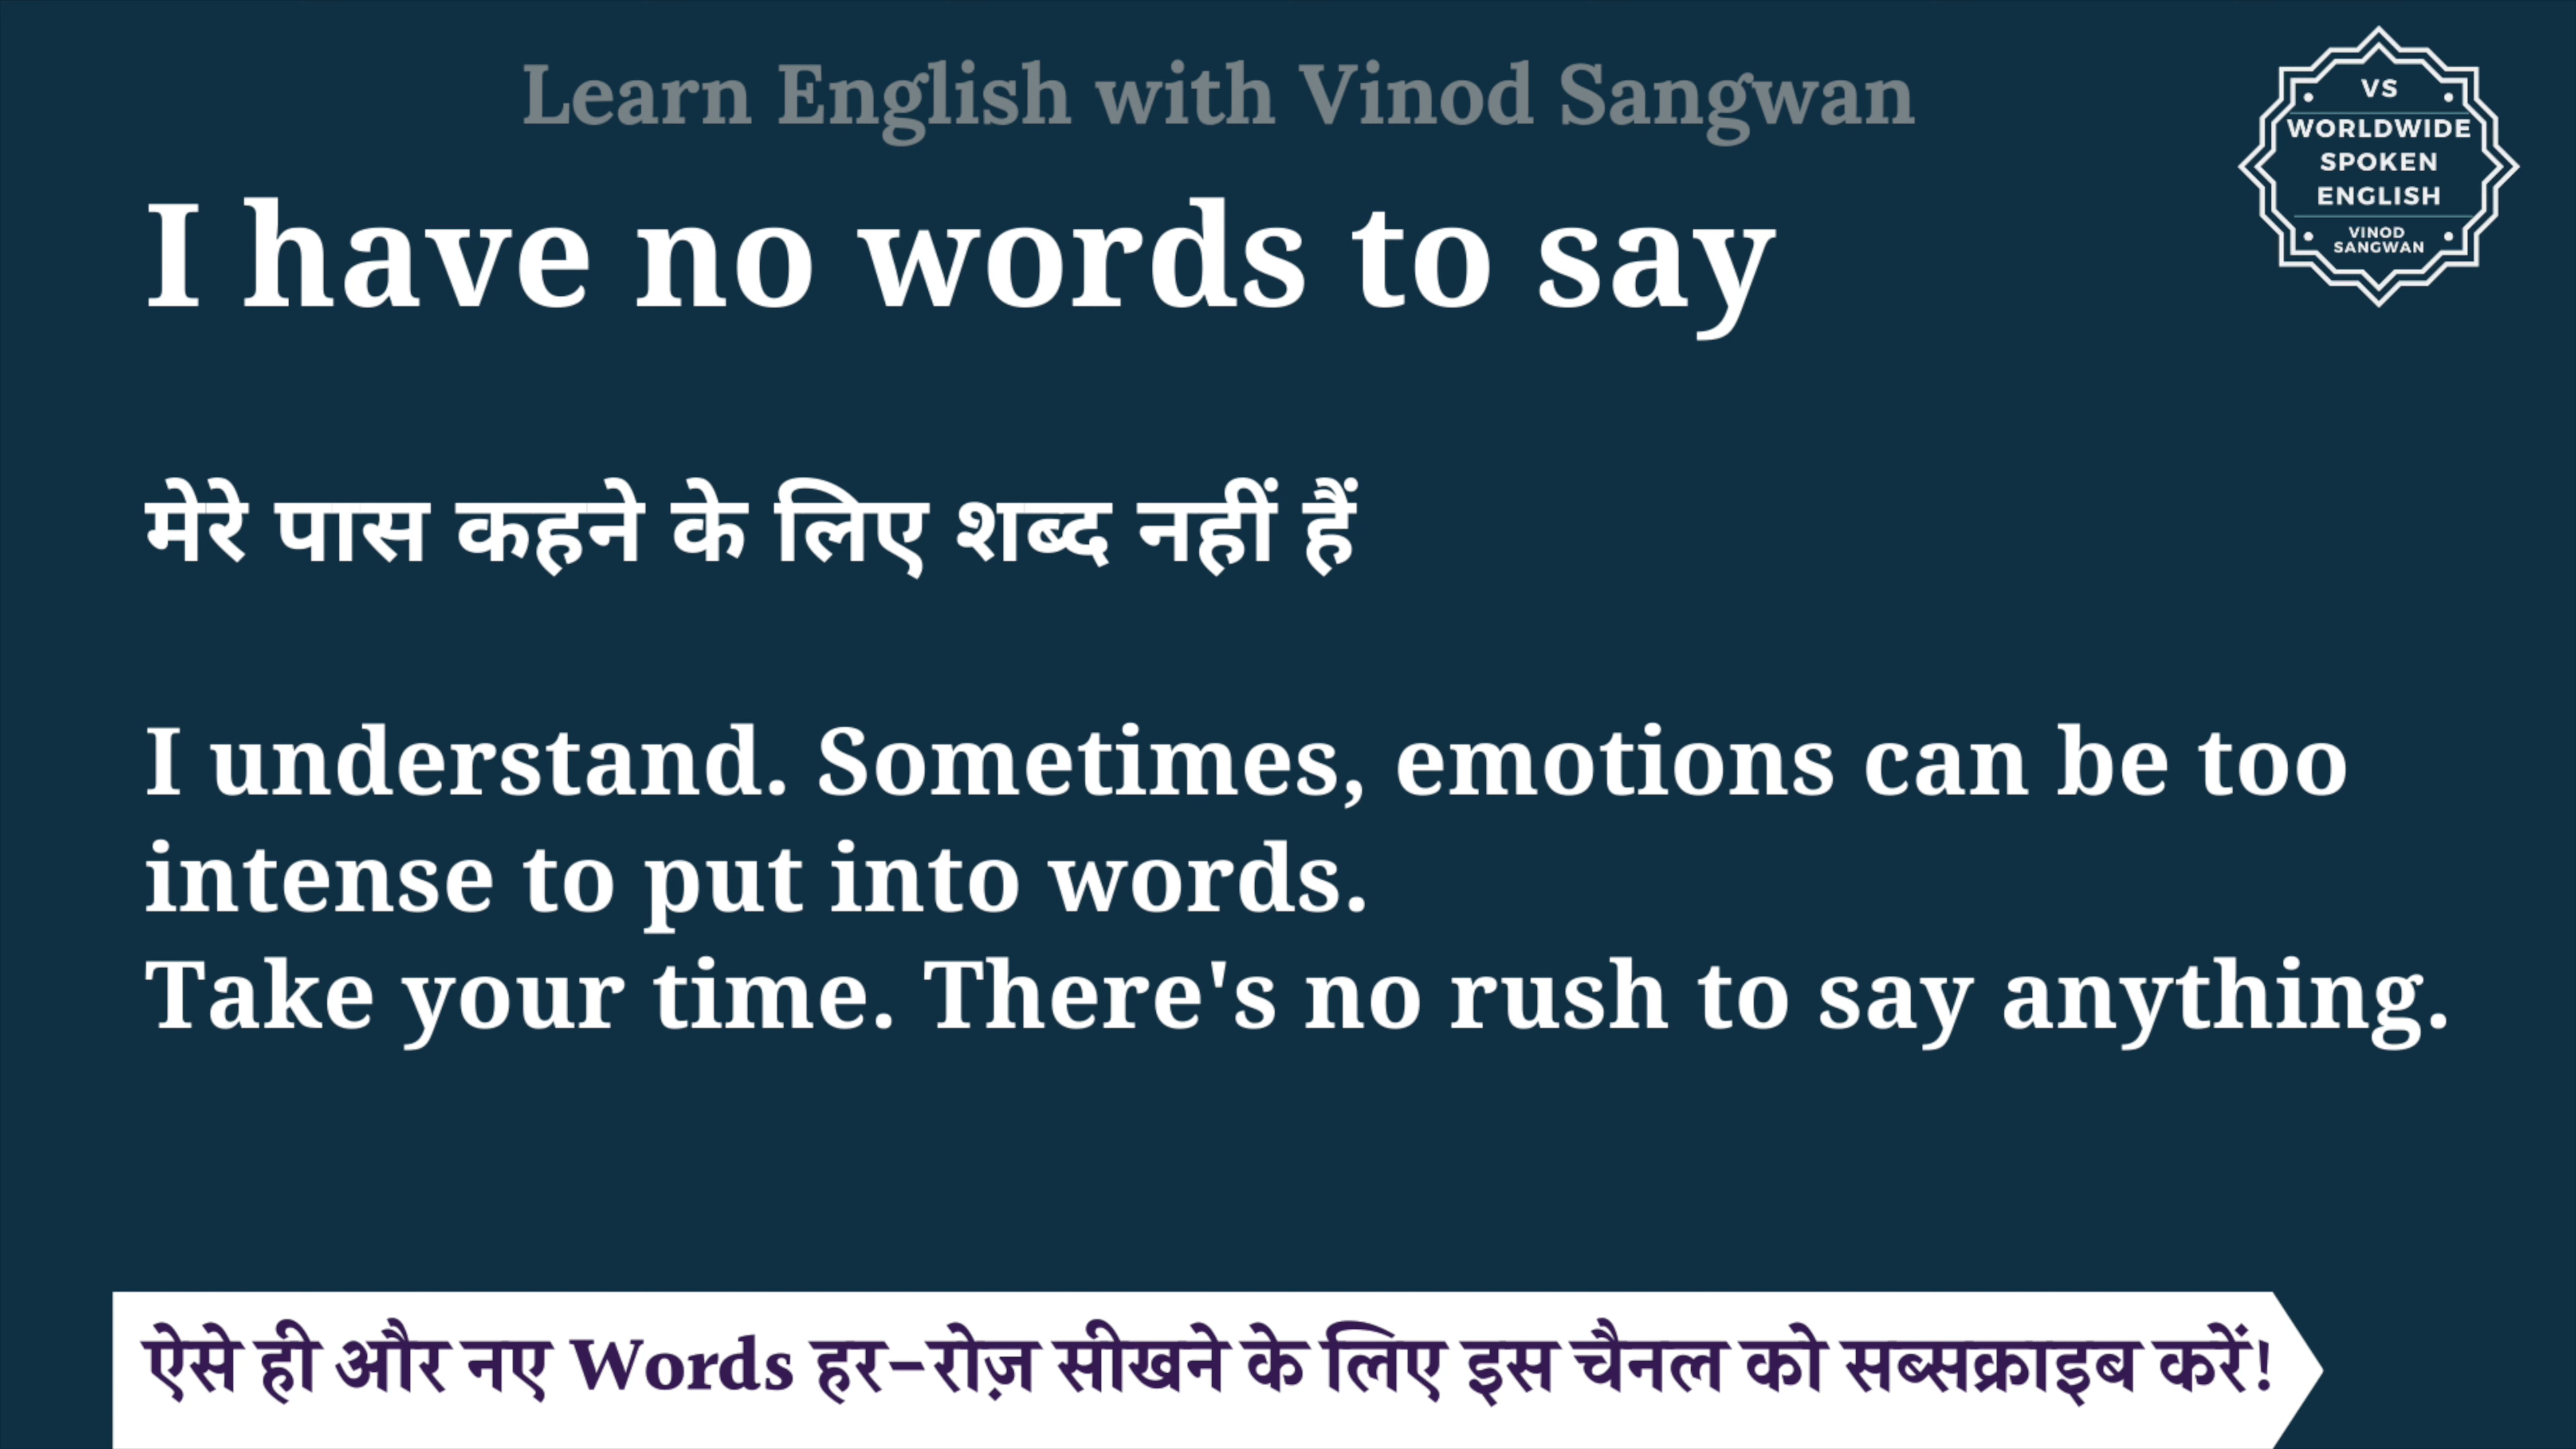 Learn English with Vinod Sangwan
VS
WORLDWIDE
SPOKEN
ENGLISH
VINOD
SANGWAN
I have no words to say
मेरे पास कहने के लिए शब्द नहीं हैं
I understand. Sometimes, emotions can be too
intense to put into words.
Take your time. There's no rush to say anything.
ऐसे ही और नए Words हर-रोज़ सीखने के लिए इस चैनल को सब्सक्राइब करें!